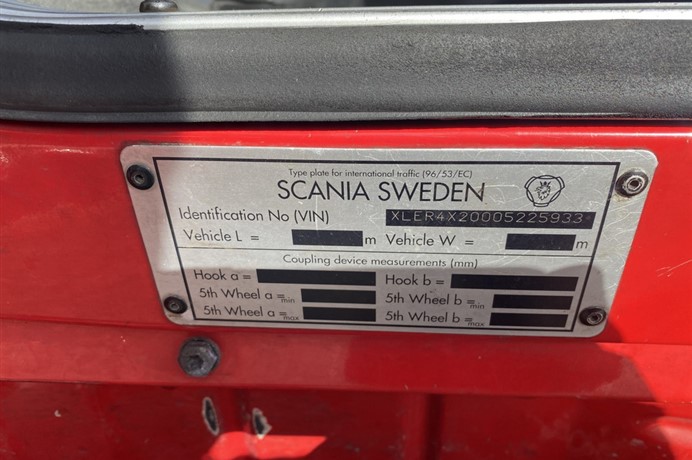 Type plate for international traffic (96/53/EC)
SCANIA SWEDEN
Identification No (VIN) XLER4X20005225933
Vehicle L = m Vehicle W = m
Coupling device measurements (mm)
Hook a = Hook b =
5th Wheel a =min 5th Wheel b =min
5th Wheel a =max 5th Wheel b =max